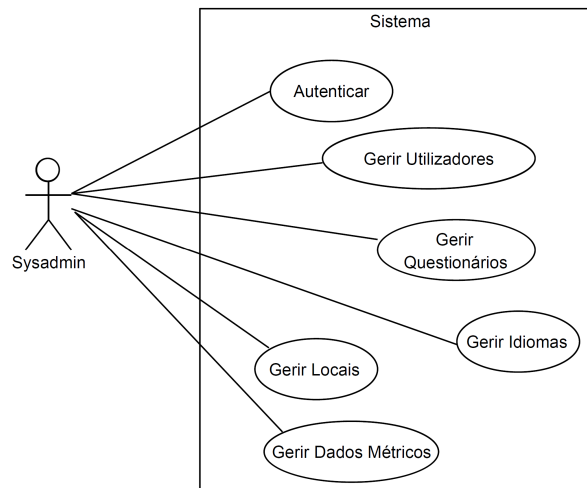 Sistema
Autenticar
Gerir Utilizadores
Gerir
Questionários
Sysadmin
Gerir Idiomas
Gerir Locais
Gerir Dados Métricos